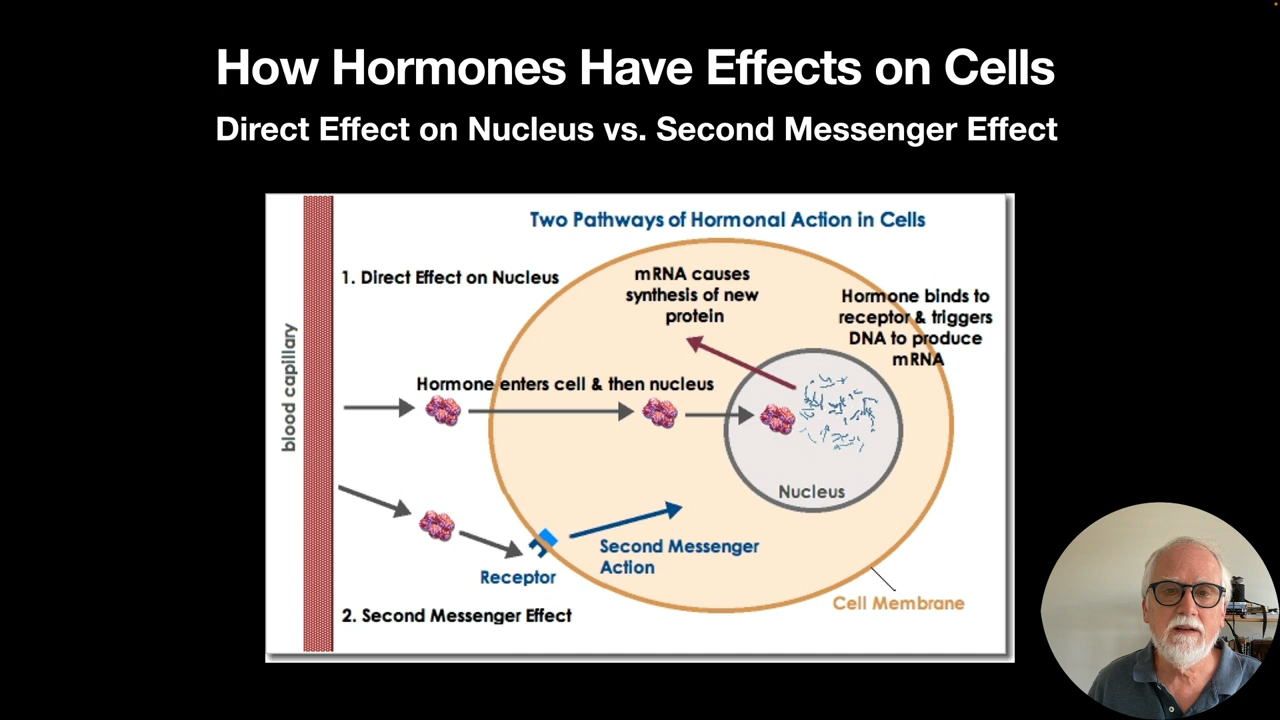 How Hormones Have Effects on Cells
Direct Effect on Nucleus vs. Second Messenger Effect
Two Pathways of Hormonal Action in Cells
1. Direct Effect on Nucleus
mRNA causes
synthesis of new
protein
Hormone binds to
receptor & triggers
DNA to produce
mRNA
blood capillary
Hormone enters cell & then nucleus
Nucleus
Second Messenger
Action
Receptor
Cell Membrane
2. Second Messenger Effect